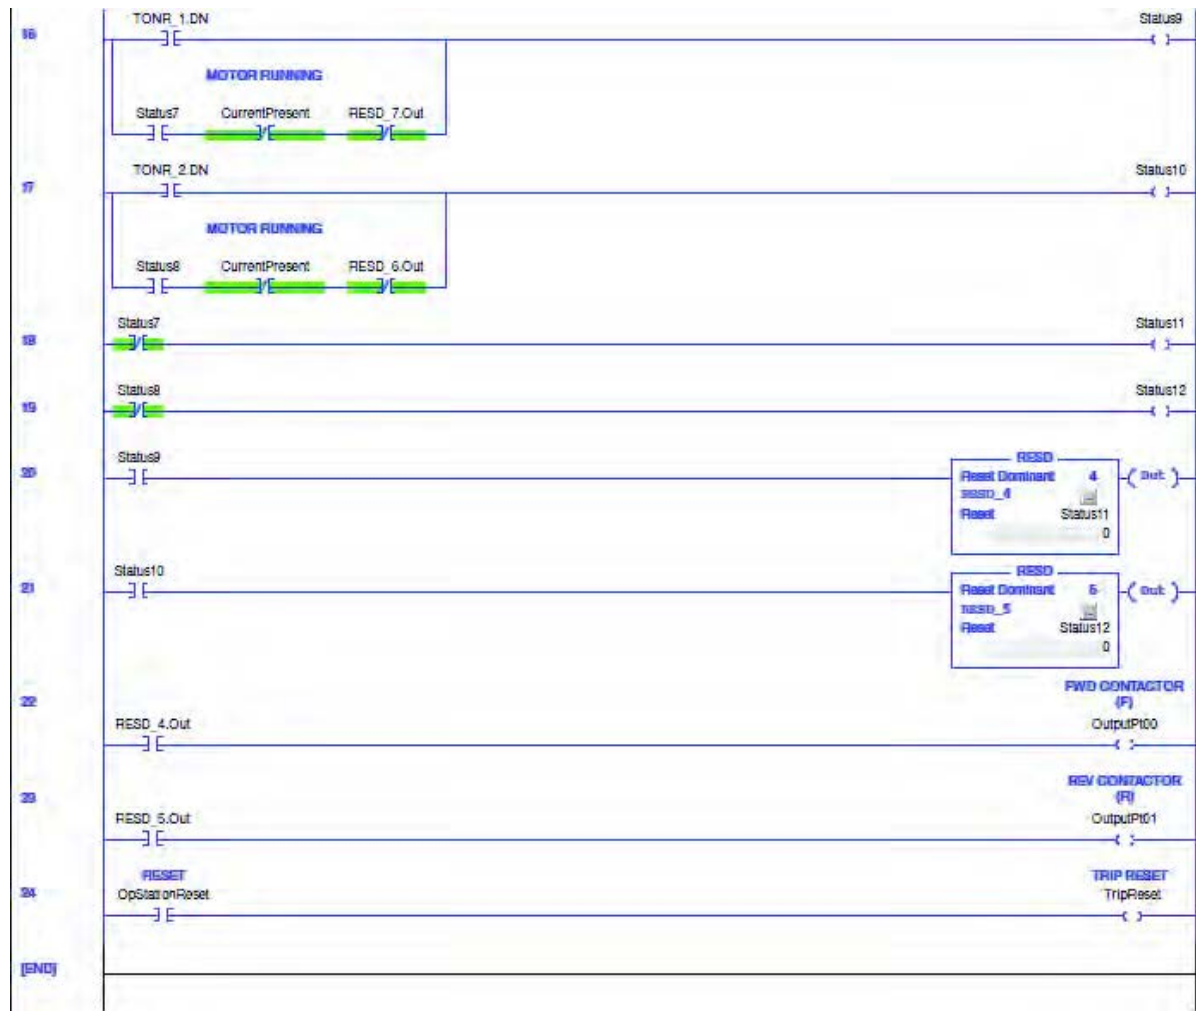 TONR_1.DN
Status9
16
MOTOR RUNNING
Status7 CurrentPresent RESD_7.Out
TONR_2.DN
Status10
17
MOTOR RUNNING
Status8 CurrentPresent RESD_6.Out
Status7
Status11
18
Status8
Status12
19
Status9
RESD
20
Reset Dominant 4
Out
RESD_4
Reset Status11
0
Status10
RESD
21
Reset Dominant 5
Out
RESD_5
Reset Status12
0
FWD CONTACTOR
22
(F)
RESD_4.Out
OutputPt00
REV CONTACTOR
23
(R)
RESD_5.Out
OutputPt01
RESET
TRIP RESET
24
OpStationReset
TripReset
[END]